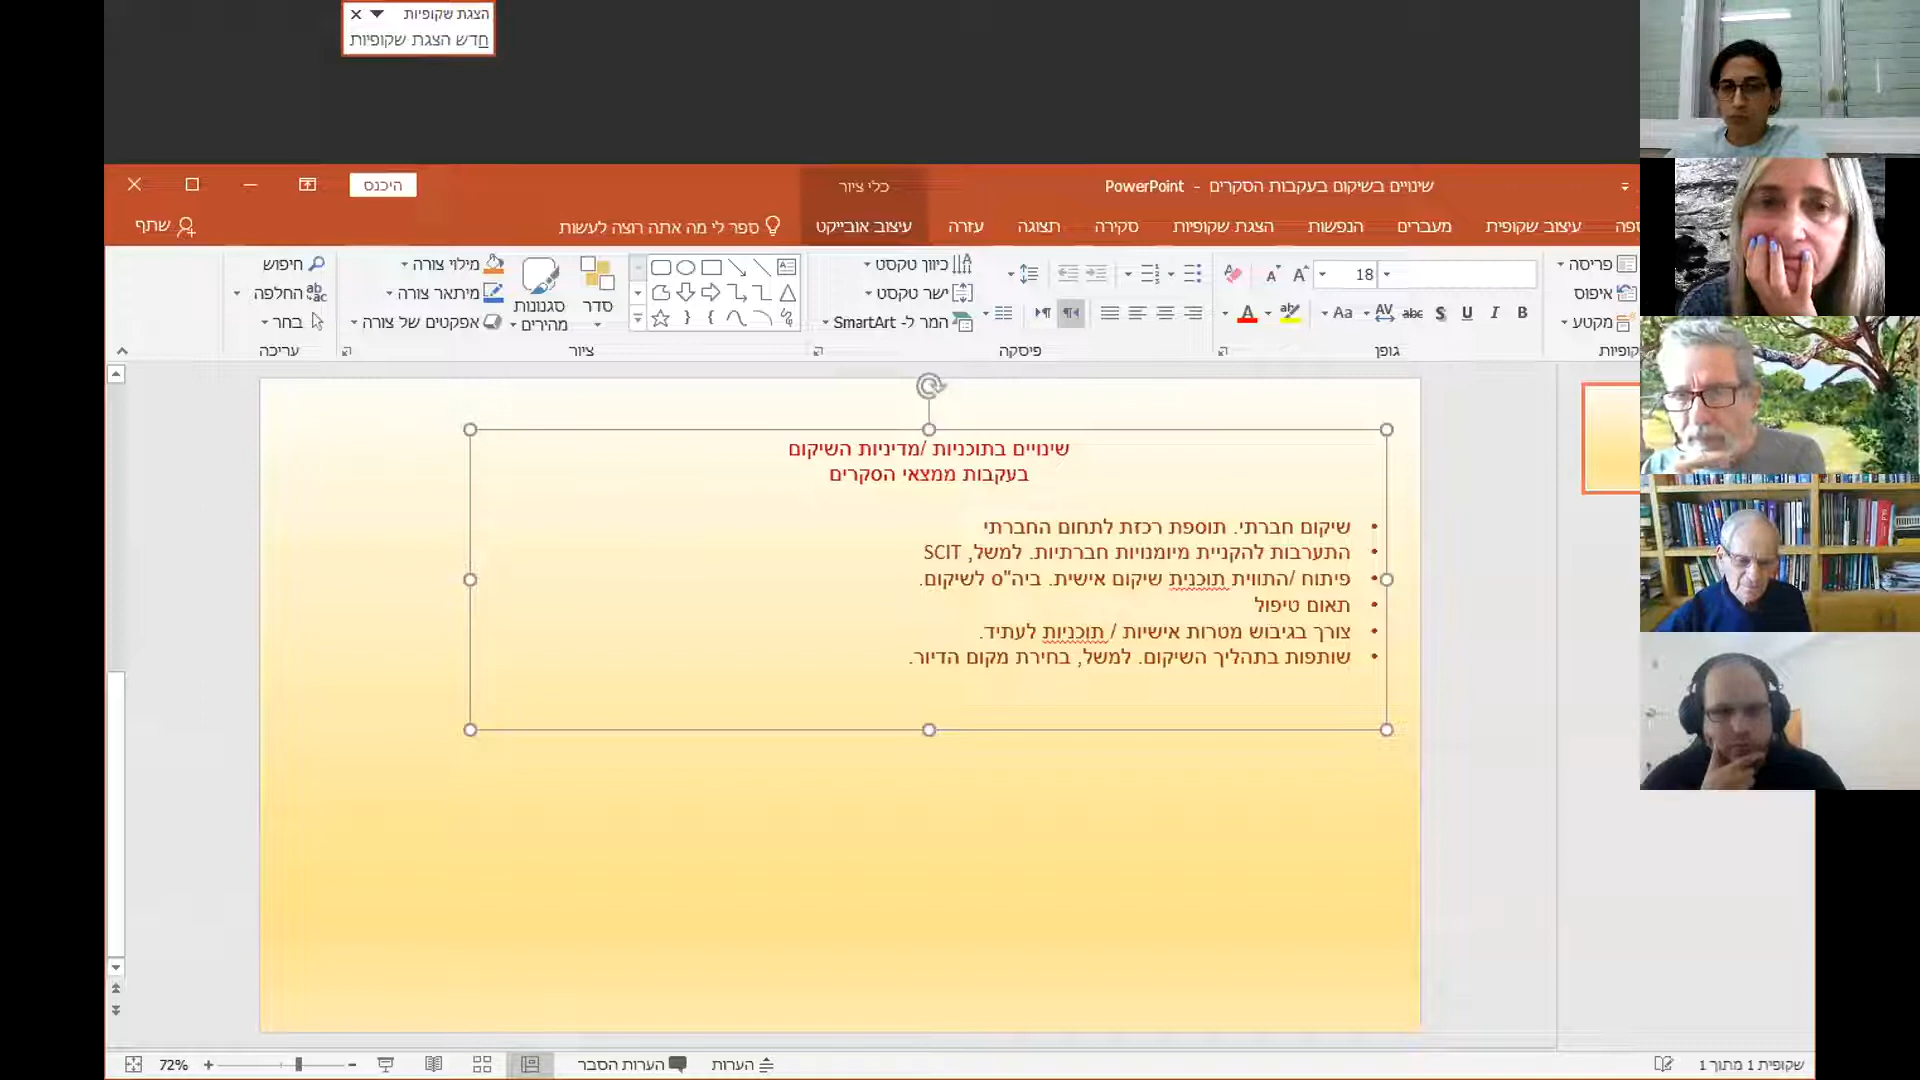 הצגת שקופיות
חדש הצגת שקופיות
שינויים בשיקום בעקבות הסקרים - PowerPoint
כלי ציור
היכנס
עיצוב שקופית
מעברים
הנפשות
הצגת שקופיות
סקירה
תצוגה
עזרה
עיצוב אובייקט
ספר לי מה אתה רוצה לעשות
שתף
פריסה
איפוס
מקטע
18
B I U S abc AV Aa A
גופן
כיוון טקסט
ישר טקסט
המר ל- SmartArt
פיסקה
סדר
סגנונות מהירים
מילוי צורה
מיתאר צורה
אפקטים של צורה
ציור
חיפוש
החלפה
בחר
עריכה
שינויים בתוכניות /מדיניות השיקום
בעקבות ממצאי הסקרים
• שיקום חברתי. תוספת רכזת לתחום החברתי
• התערבות להקניית מיומנויות חברתיות. למשל, SCIT
• פיתוח /התווית תוכנית שיקום אישית. ביה"ס לשיקום.
• תאום טיפול
• צורך בגיבוש מטרות אישיות / תוכניות לעתיד.
• שותפות בתהליך השיקום. למשל, בחירת מקום הדיור.
שקופית 1 מתוך 1
הערות
הערות הסבר
72%